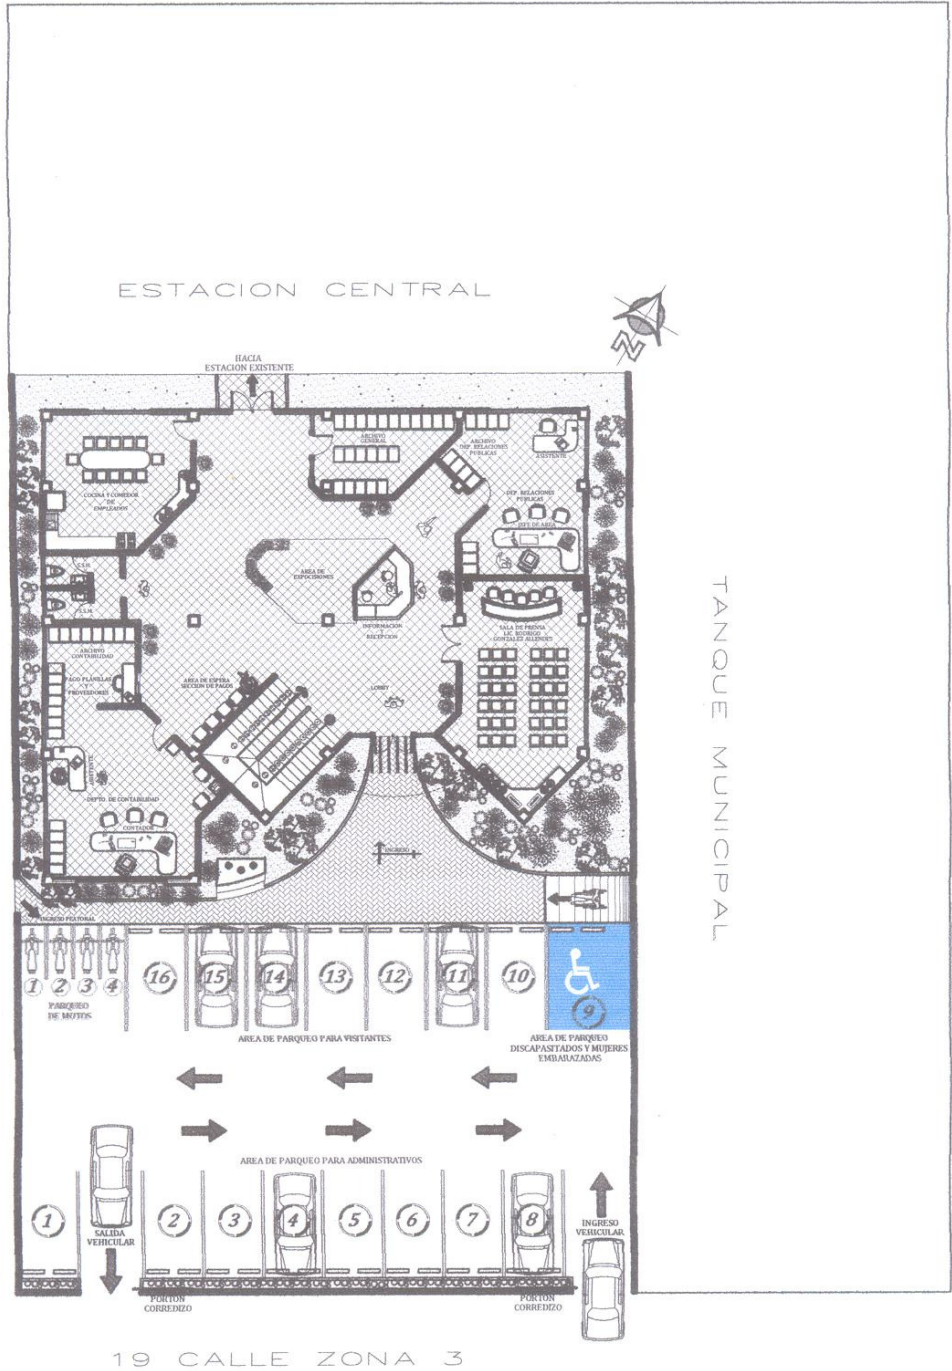 ESTACION CENTRAL
N
HACIA
ESTACION EXISTENTE
ARCHIVO
GENERAL
ARCHIVO
DEP. RELACIONES
PUBLICAS
ASISTENTE
COCINA Y COMEDOR
DE
EMPLEADOS
DEP. RELACIONES
PUBLICAS
JEFE DE AREA
S.S.H.
S.S.M.
AREA DE
EXPOCISIONES
INFORMACION
Y
RECEPCION
SALA DE PRENSA
LIC. RODRIGO
GONZALEZ ALLENDES
ARCHIVO
CONTABILIDAD
PAGO PLANILLAS
Y
PROVEEDORES
AREA DE ESPERA
SECCION DE PAGOS
LOBBY
TANQUE MUNICIPAL
ASISTENTE
DEPTO. DE CONTABILIDAD
CONTADOR
INGRESO
INGRESO PEATONAL
1 2 3 4
PARQUEO
DE MOTOS
16 15 14 13 12 11 10 9
AREA DE PARQUEO PARA VISITANTES
AREA DE PARQUEO
DISCAPASITADOS Y MUJERES
EMBARAZADAS
AREA DE PARQUEO PARA ADMINISTRATIVOS
1 2 3 4 5 6 7 8
SALIDA
VEHICULAR
INGRESO
VEHICULAR
PORTON
CORREDIZO
PORTON
CORREDIZO
19 CALLE ZONA 3